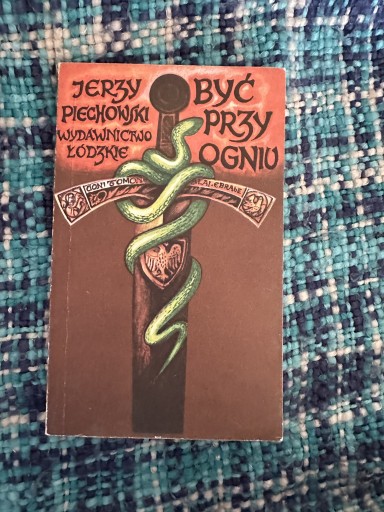 JERZY
PIECHOWSKI
WYDAWNICTWO
ŁÓDZKIE
BYĆ
PRZY
OGNIU